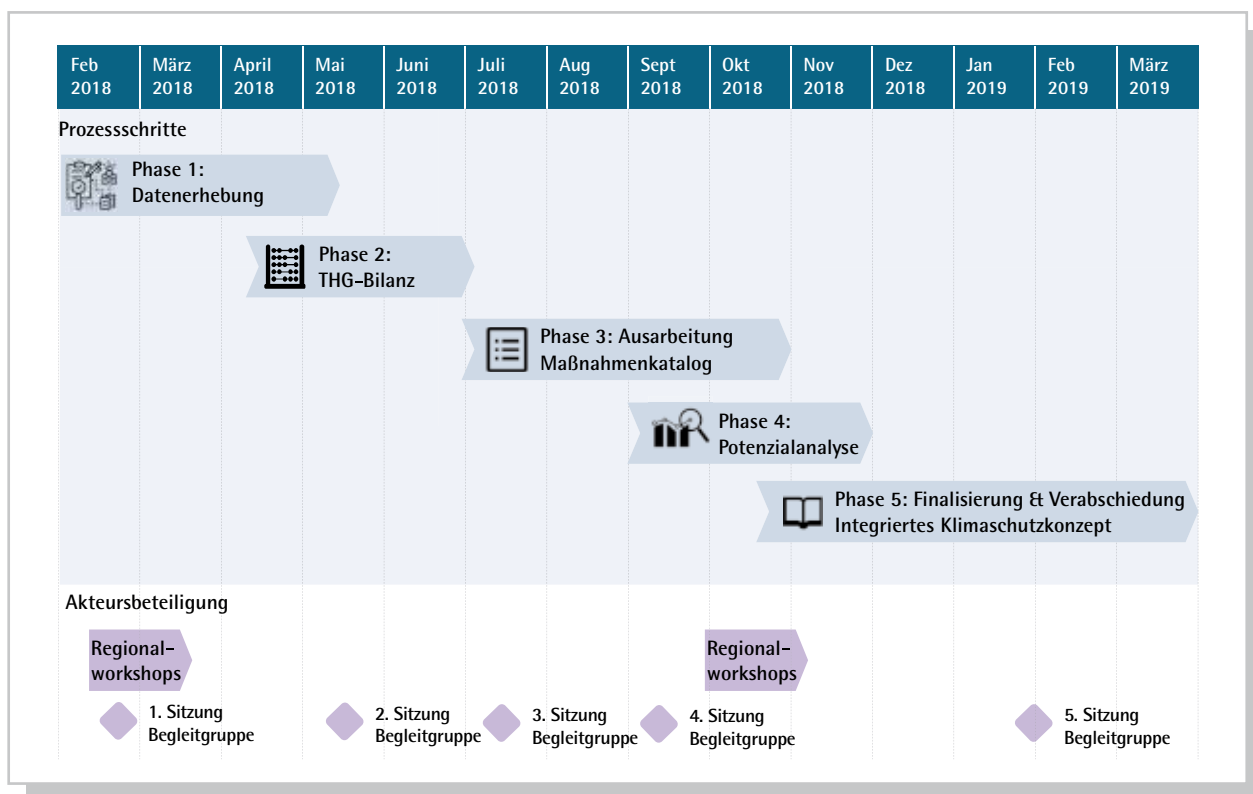 Feb
2018
März
2018
April
2018
Mai
2018
Juni
2018
Juli
2018
Aug
2018
Sept
2018
Okt
2018
Nov
2018
Dez
2018
Jan
2019
Feb
2019
März
2019
Prozessschritte
Phase 1:
Datenerhebung
Phase 2:
THG-Bilanz
Phase 3: Ausarbeitung
Maßnahmenkatalog
Phase 4:
Potenzialanalyse
Phase 5: Finalisierung & Verabschiedung
Integriertes Klimaschutzkonzept
Akteursbeteiligung
Regional-
workshops
Regional-
workshops
1. Sitzung
Begleitgruppe
2. Sitzung
Begleitgruppe
3. Sitzung
Begleitgruppe
4. Sitzung
Begleitgruppe
5. Sitzung
Begleitgruppe